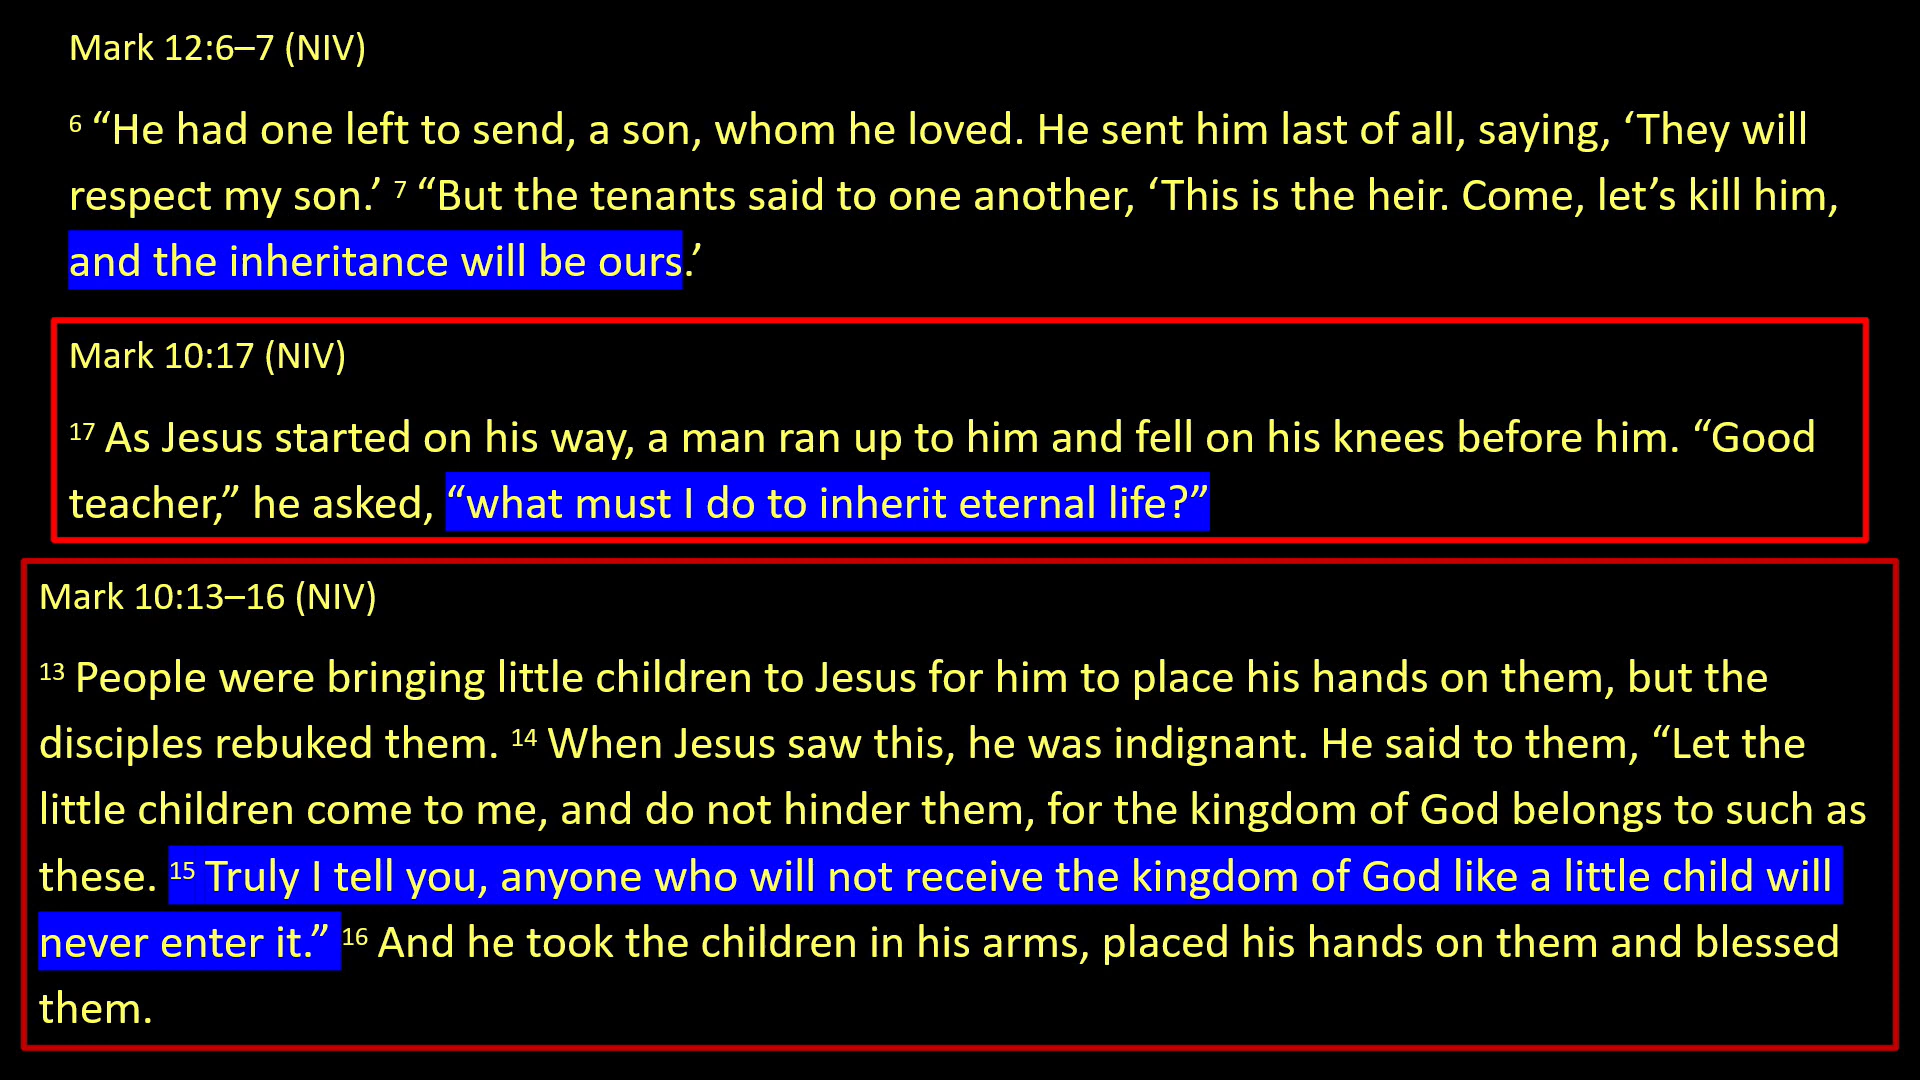 Mark 12:6–7 (NIV)
6 “He had one left to send, a son, whom he loved. He sent him last of all, saying, ‘They will
respect my son.’ 7 “But the tenants said to one another, ‘This is the heir. Come, let’s kill him,
and the inheritance will be ours.’
Mark 10:17 (NIV)
17 As Jesus started on his way, a man ran up to him and fell on his knees before him. “Good
teacher,” he asked, “what must I do to inherit eternal life?”
Mark 10:13–16 (NIV)
13 People were bringing little children to Jesus for him to place his hands on them, but the
disciples rebuked them. 14 When Jesus saw this, he was indignant. He said to them, “Let the
little children come to me, and do not hinder them, for the kingdom of God belongs to such as
these. 15 Truly I tell you, anyone who will not receive the kingdom of God like a little child will
never enter it.” 16 And he took the children in his arms, placed his hands on them and blessed
them.